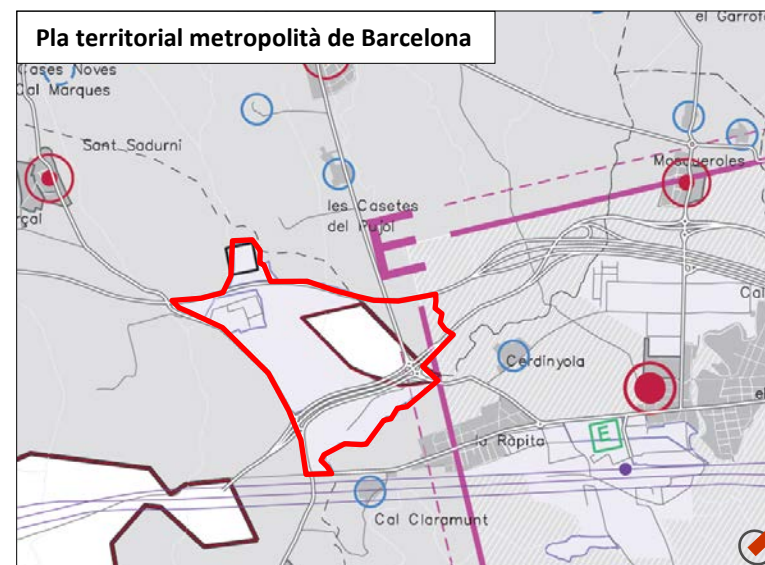 Pla territorial metropolità de Barcelona
el Garrofe
Cases Noves
Cal Marques
Sant Sadurni
Mosqueroles
rçal
les Casetes
del Pujol
E
Cal
Cerdinyola
el
la Ràpita
E
Cal Claramunt